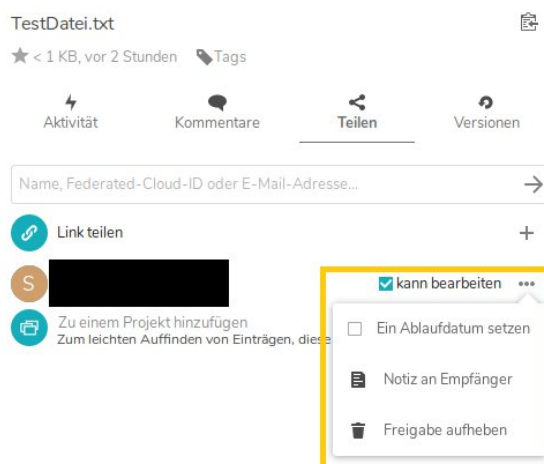 TestDatei.txt
< 1 KB, vor 2 Stunden Tags
Aktivität Kommentare Teilen Versionen
Name, Federated-Cloud-ID oder E-Mail-Adresse...
Link teilen
S kann bearbeiten
Zu einem Projekt hinzufügen
Zum leichten Auffinden von Einträgen, diese
Ein Ablaufdatum setzen
Notiz an Empfänger
Freigabe aufheben